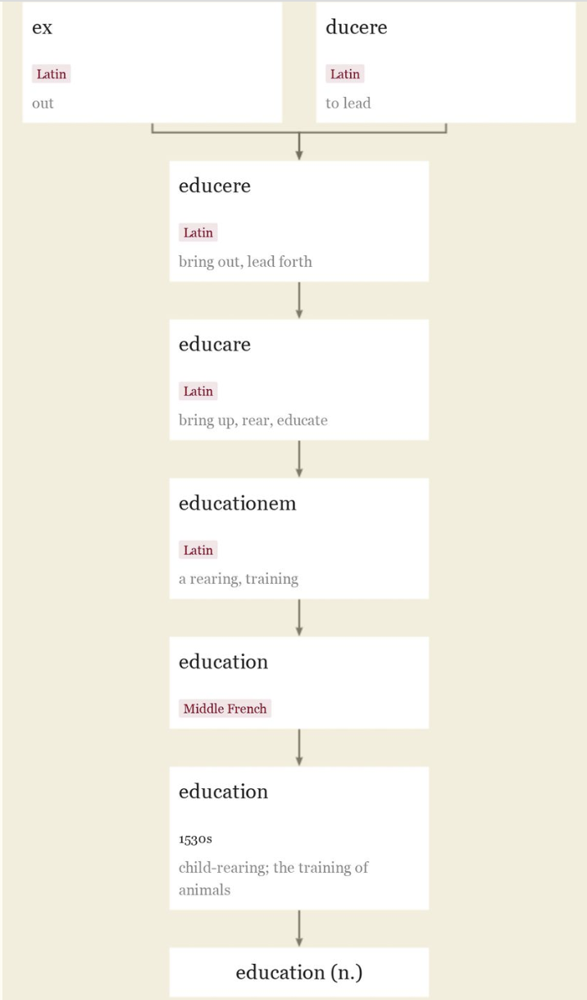 ex
Latin
out
ducere
Latin
to lead
educere
Latin
bring out, lead forth
educare
Latin
bring up, rear, educate
educationem
Latin
a rearing, training
education
Middle French
education
1530s
child-rearing; the training of
animals
education (n.)